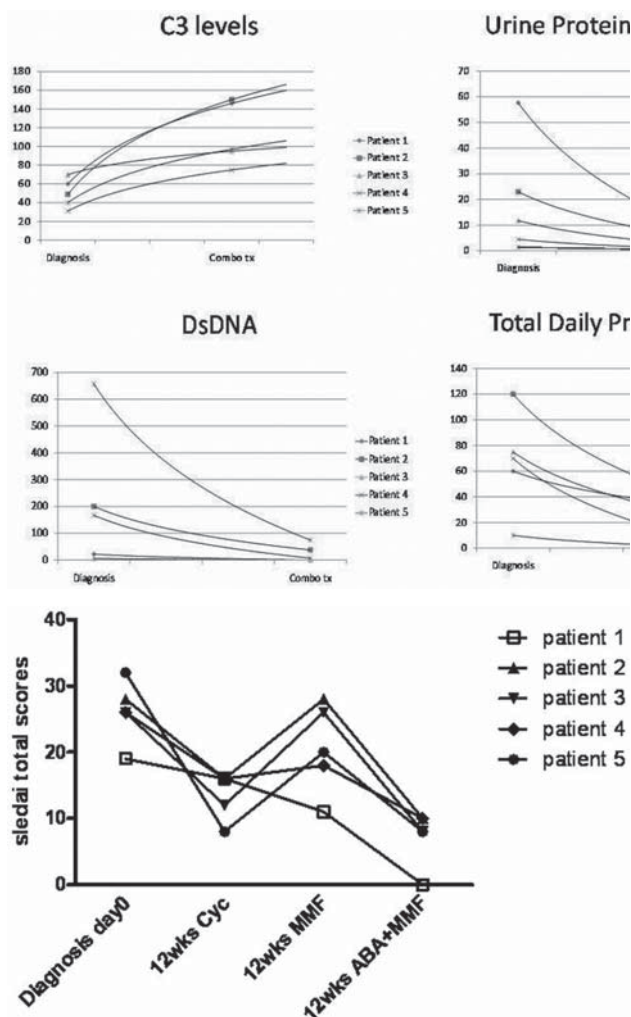 C3 levels
180
160
140
120
100
80
60
40
20
0
Diagnosis
Combo tx
Patient 1
Patient 2
Patient 3
Patient 4
Patient 5
Urine Protein
70
60
50
40
30
20
10
0
Diagnosis
DsDNA
700
600
500
400
300
200
100
0
Diagnosis
Combo tx
Patient 1
Patient 2
Patient 3
Patient 4
Patient 5
Total Daily Pr
140
120
100
80
60
40
20
0
Diagnosis
sledai total scores
40
30
20
10
0
Diagnosis day0
12wks Cyc
12wks MMF
12wks ABA+MMF
patient 1
patient 2
patient 3
patient 4
patient 5